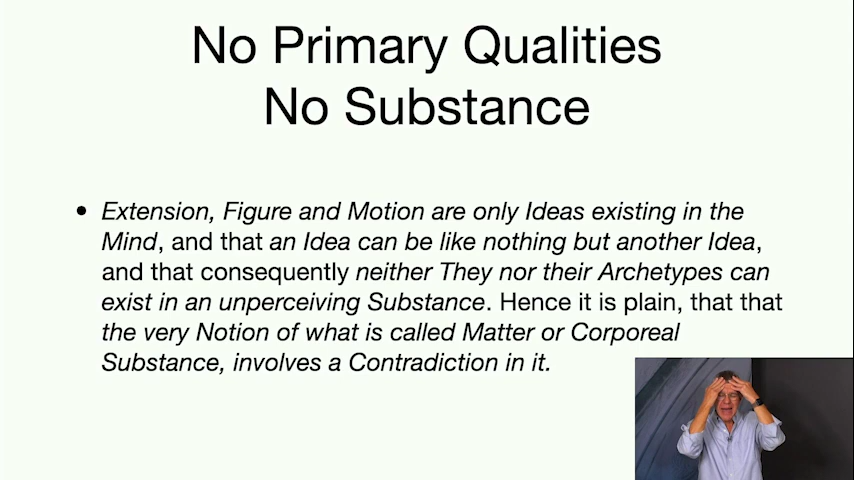 No Primary Qualities
No Substance
• Extension, Figure and Motion are only Ideas existing in the
Mind, and that an Idea can be like nothing but another Idea,
and that consequently neither They nor their Archetypes can
exist in an unperceiving Substance. Hence it is plain, that that
the very Notion of what is called Matter or Corporeal
Substance, involves a Contradiction in it.